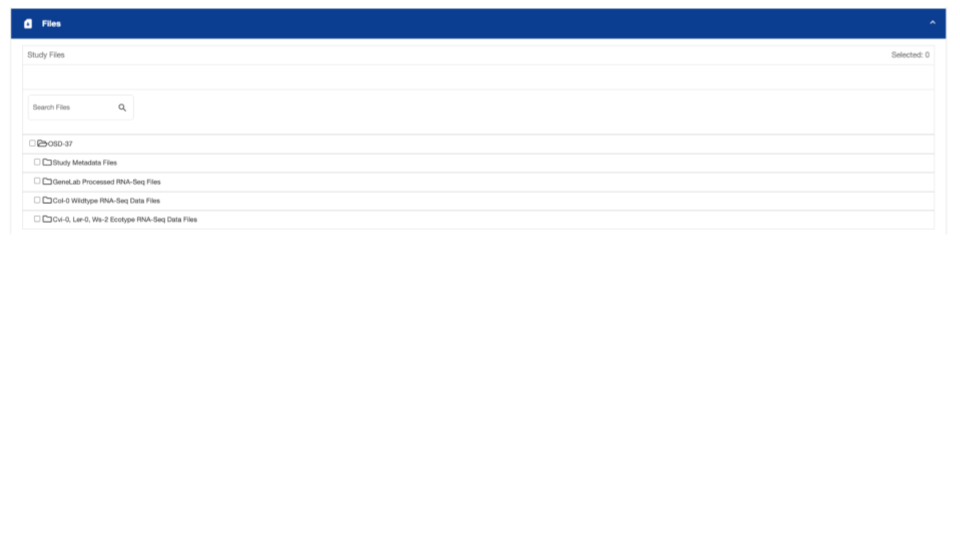 Files
Study Files
Selected: 0
Search Files
OSD-37
Study Metadata Files
GeneLab Processed RNA-Seq Files
Col-0 Wildtype RNA-Seq Data Files
Cvi-0, Ler-0, Ws-2 Ecotype RNA-Seq Data Files